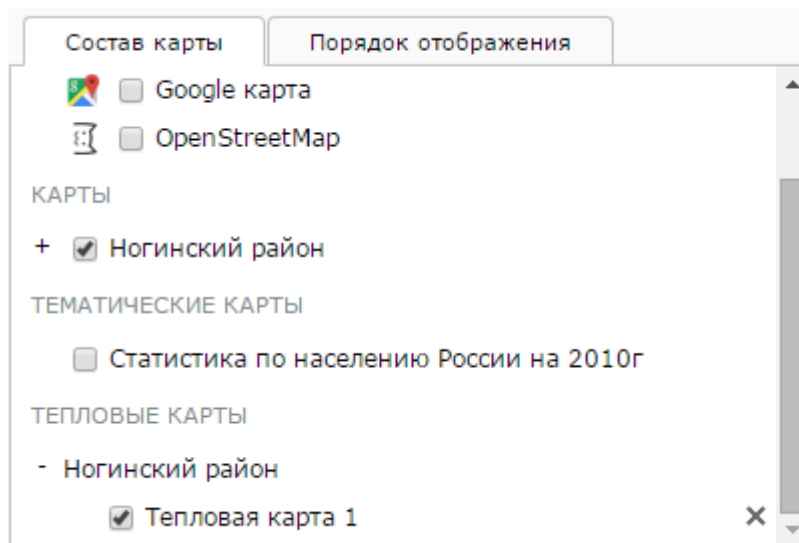 Состав карты
Порядок отображения
Google карта
OpenStreetMap
КАРТЫ
+ Ногинский район
ТЕМАТИЧЕСКИЕ КАРТЫ
Статистика по населению России на 2010г
ТЕПЛОВЫЕ КАРТЫ
- Ногинский район
Тепловая карта 1